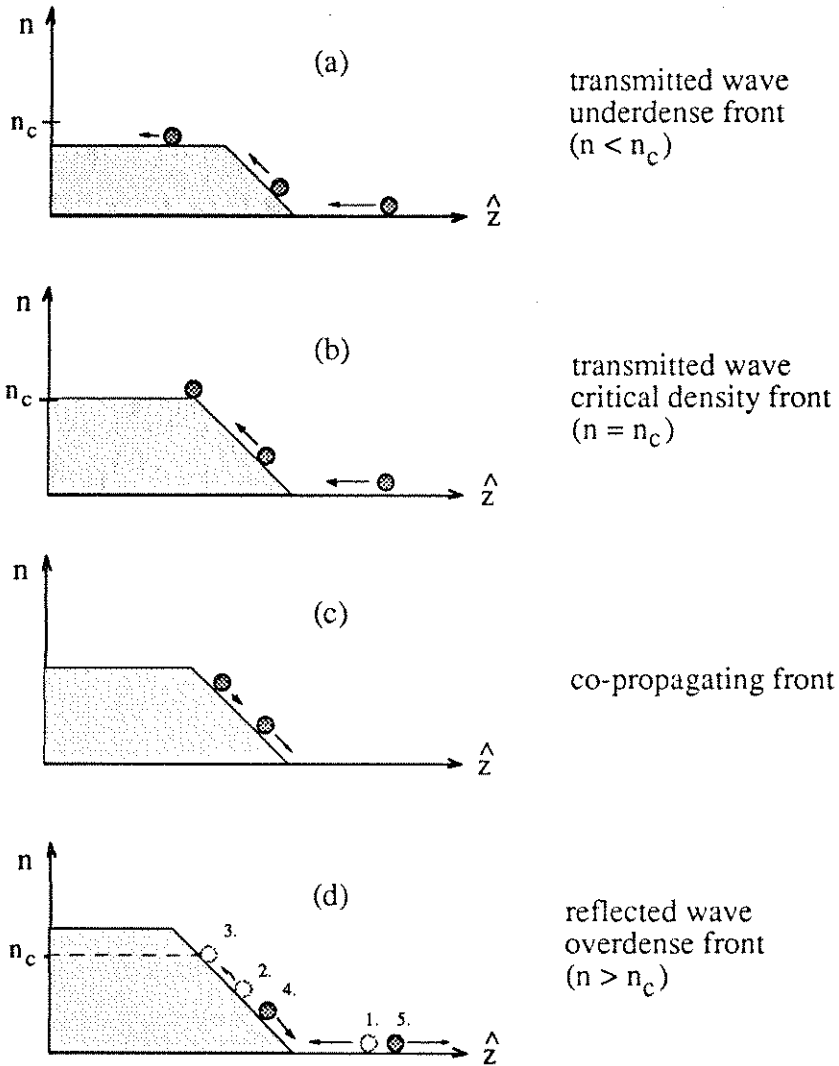 n
(a)
n_c
ẑ
transmitted wave
underdense front
(n < n_c)
n
(b)
n_c
ẑ
transmitted wave
critical density front
(n = n_c)
n
(c)
ẑ
co-propagating front
n
(d)
n_c
3.
2.
4.
1. 5.
ẑ
reflected wave
overdense front
(n > n_c)